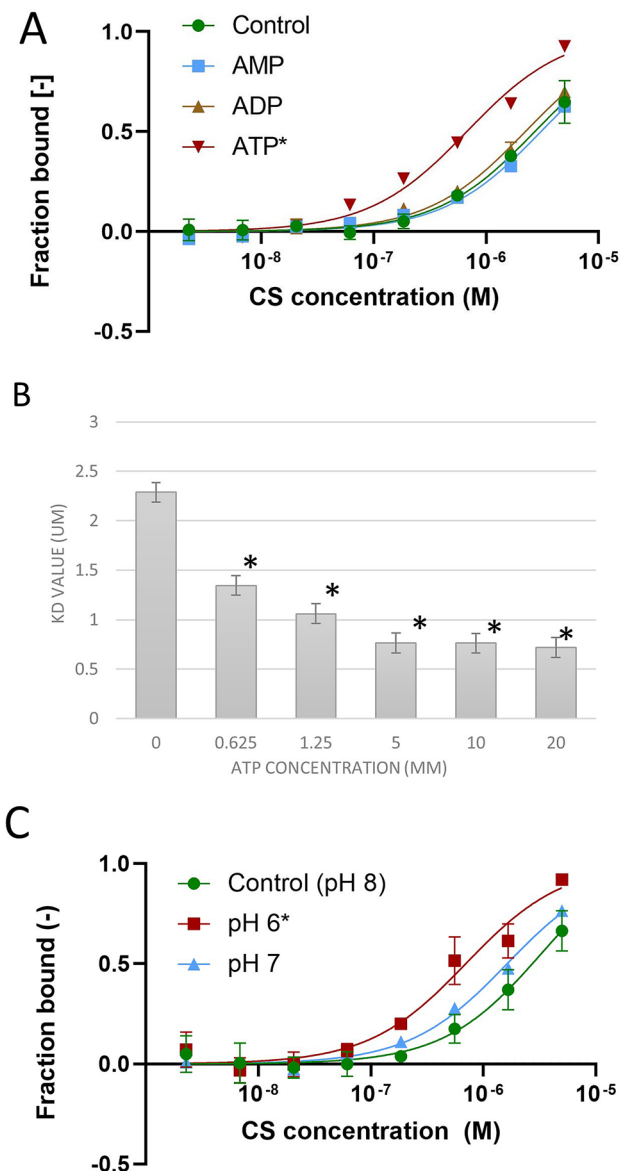 A
1.0
Control
AMP
ADP
ATP*
0.5
0.0
-0.5
Fraction bound [-]
10-8
10-7
10-6
10-5
CS concentration (M)
B
3
2.5
2
1.5
1
0.5
0
KD VALUE (UM)
*
*
*
*
*
0
0.625
1.25
5
10
20
ATP CONCENTRATION (MM)
C
1.0
Control (pH 8)
pH 6*
pH 7
0.5
0.0
-0.5
Fraction bound (-)
10-8
10-7
10-6
10-5
CS concentration (M)